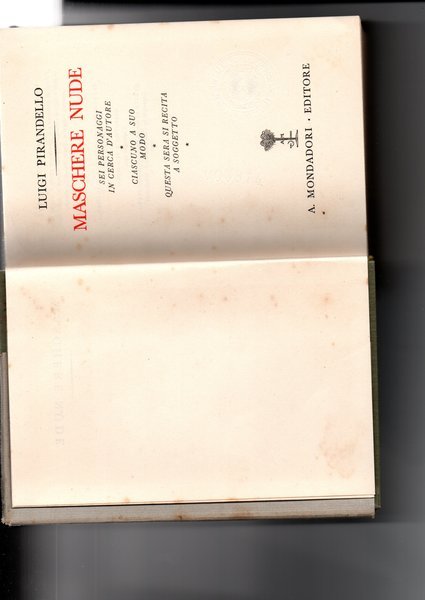 LUIGI PIRANDELLO
MASCHERE NUDE
SEI PERSONAGGI
IN CERCA D'AUTORE
*
CIASCUNO A SUO
MODO
*
QUESTA SERA SI RECITA
A SOGGETTO
*
A. MONDADORI · EDITORE